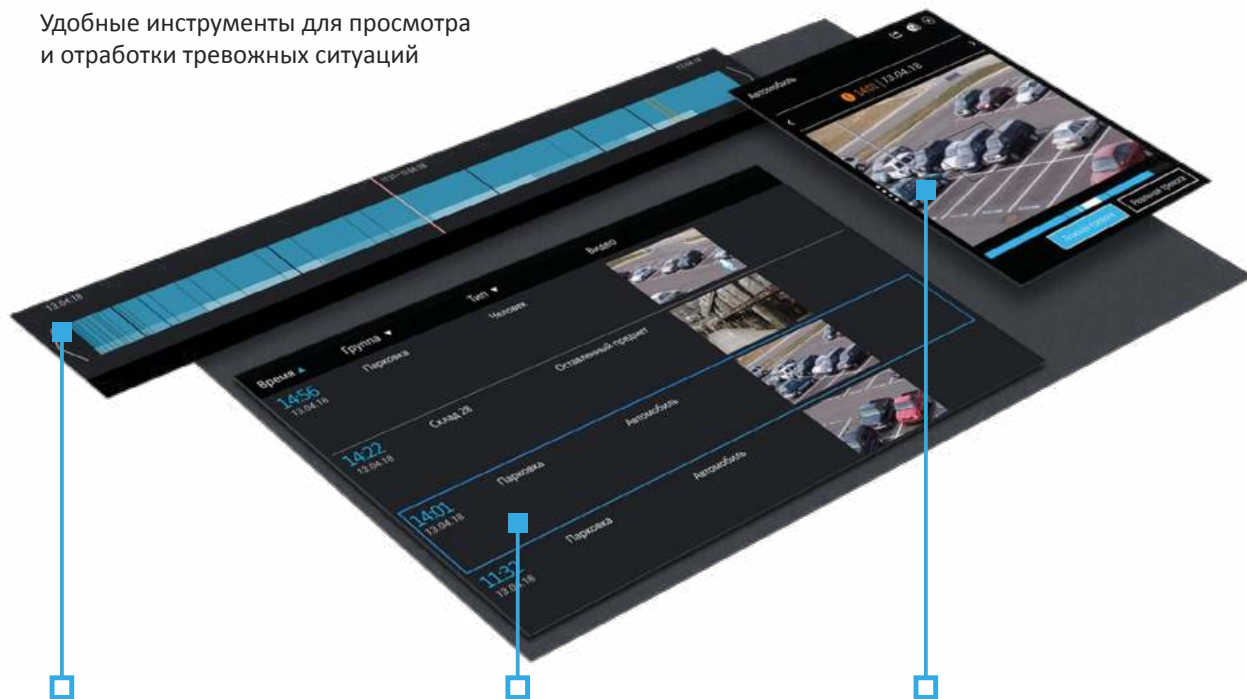 Удобные инструменты для просмотра
и отработки тревожных ситуаций
13.04.18
Автомобиль
14:01 | 13.04.18
Реальная тревога
Время ▲ Группа ▼ Тип ▼ Видео
14:56 Парковка Человек
13.04.18
14:22 Склад 28 Оставленный предмет
13.04.18
14:01 Парковка Автомобиль
13.04.18
11:32 Парковка Автомобиль
13.04.18